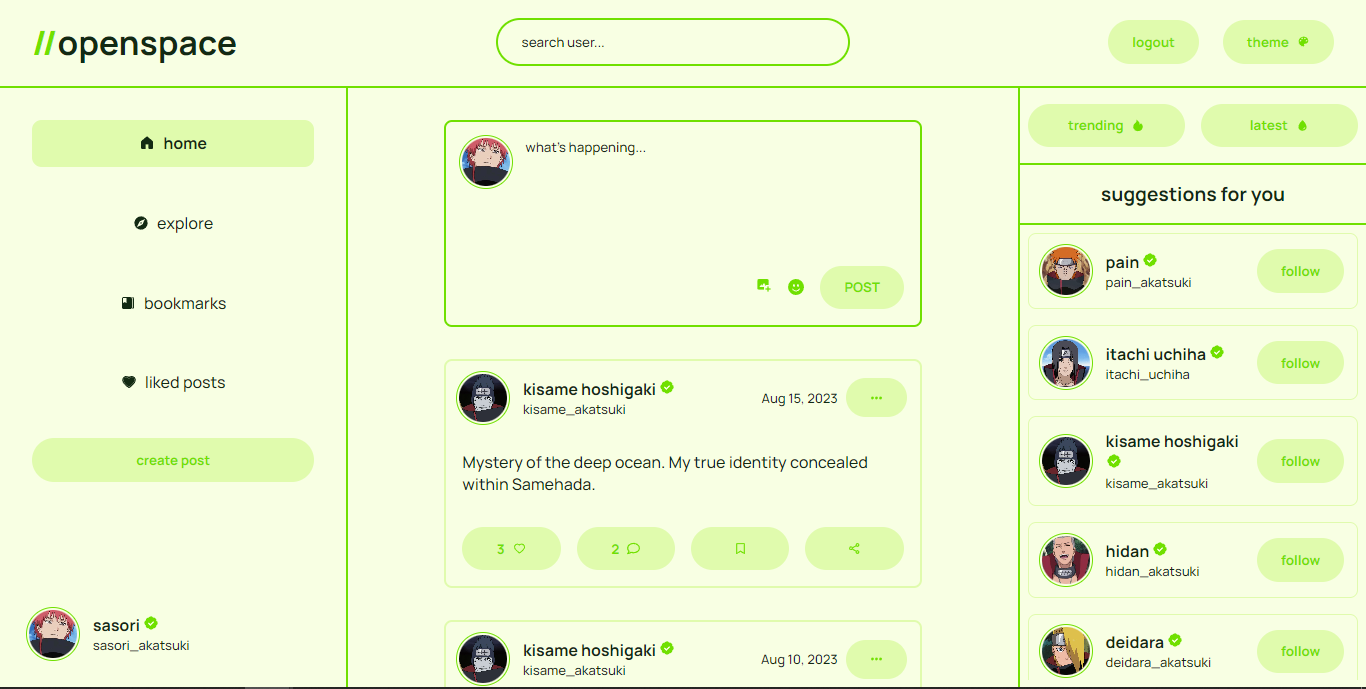 //openspace
search user...
logout
theme
home
explore
bookmarks
liked posts
create post
sasori
sasori_akatsuki
what's happening...
POST
kisame hoshigaki
kisame_akatsuki
Aug 15, 2023
Mystery of the deep ocean. My true identity concealed
within Samehada.
3
2
kisame hoshigaki
kisame_akatsuki
Aug 10, 2023
trending
latest
suggestions for you
pain
pain_akatsuki
follow
itachi uchiha
itachi_uchiha
follow
kisame hoshigaki
kisame_akatsuki
follow
hidan
hidan_akatsuki
follow
deidara
deidara_akatsuki
follow